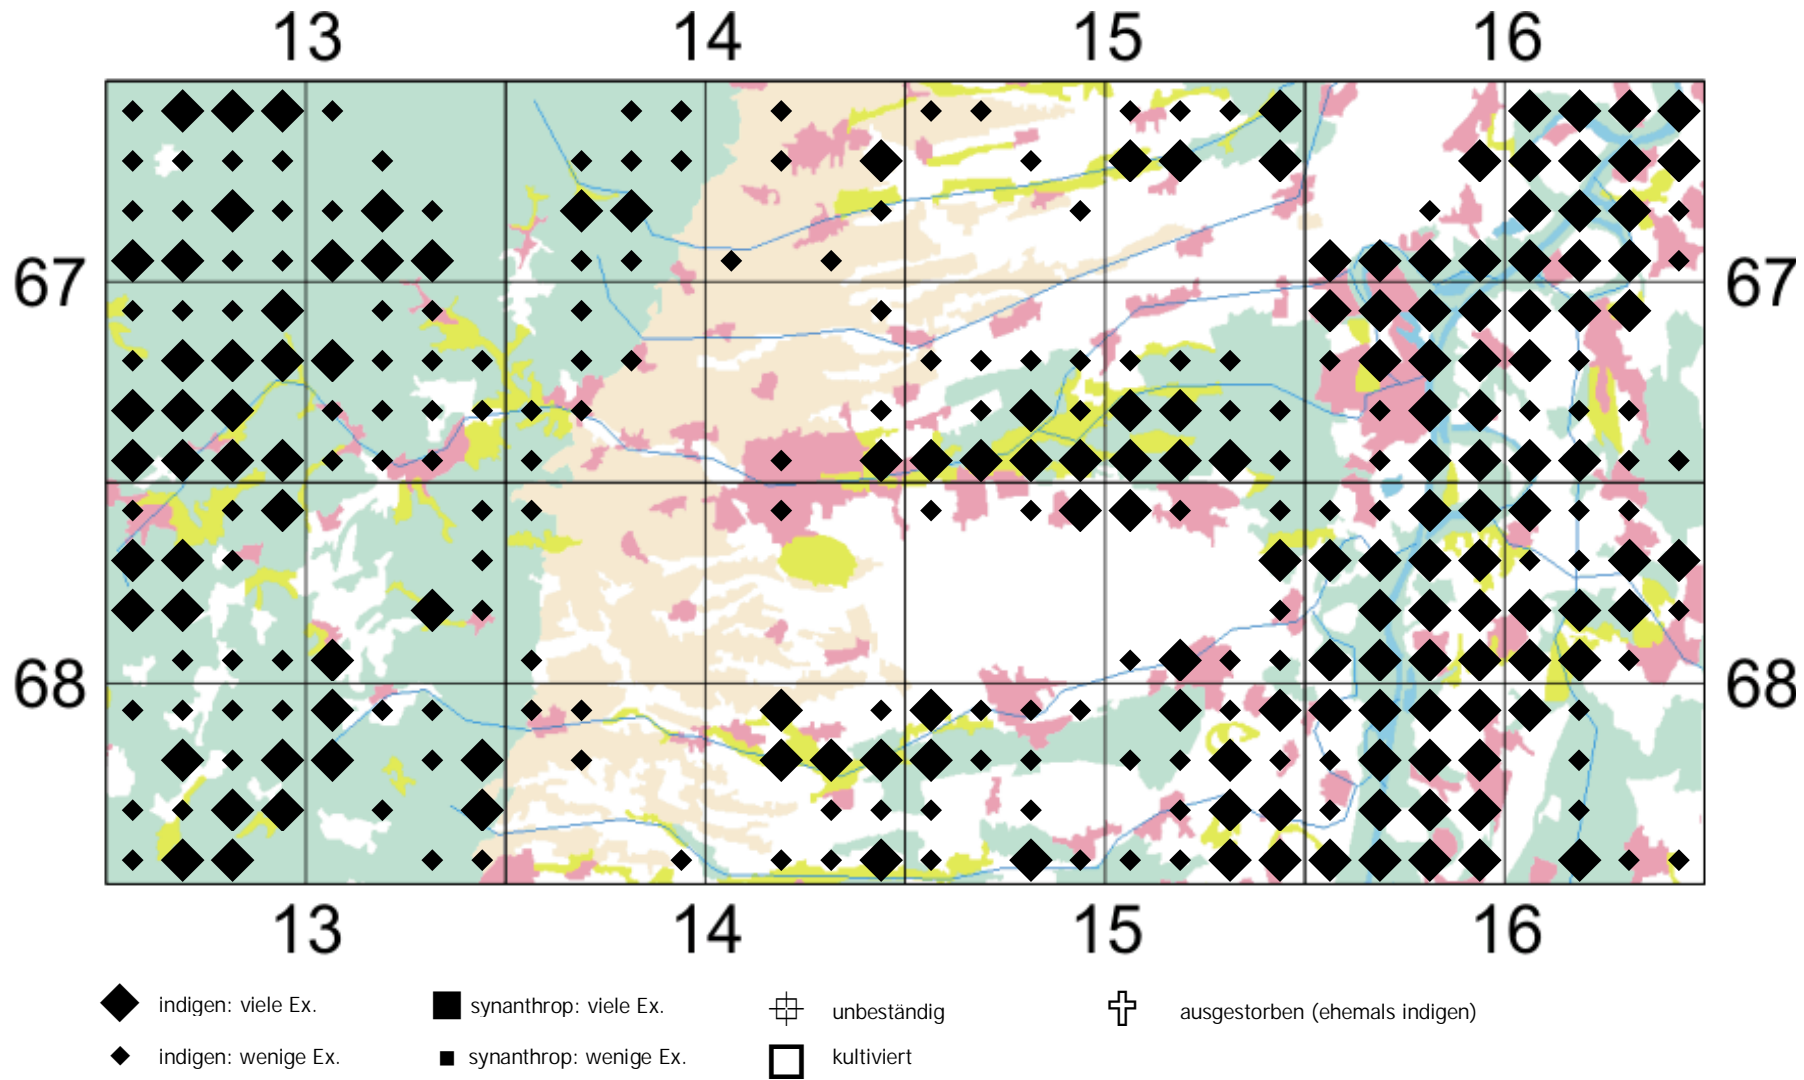 13 14 15 16
67 67
68 68
13 14 15 16
indigen: viele Ex. synanthrop: viele Ex. unbeständig ausgestorben (ehemals indigen)
indigen: wenige Ex. synanthrop: wenige Ex. kultiviert